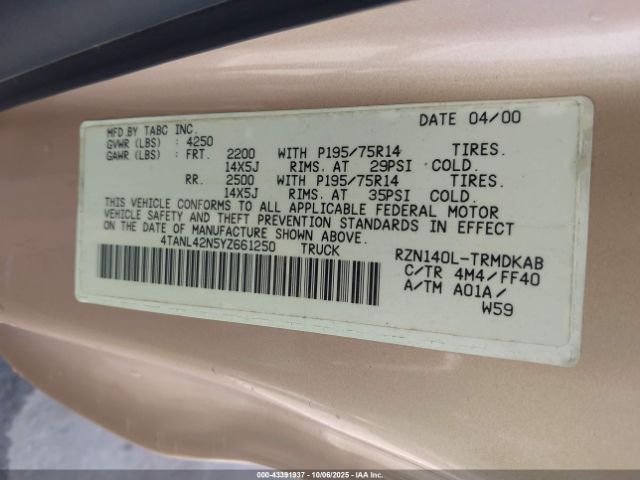 MFD.BY TABC INC. DATE 04/00
GVWR (LBS) : 4250
GAWR (LBS) : FRT. 2200 WITH P195/75R14 TIRES.
14X5J RIMS. AT 29PSI COLD.
RR. 2500 WITH P195/75R14 TIRES.
14X5J RIMS. AT 35PSI COLD.
THIS VEHICLE CONFORMS TO ALL APPLICABLE FEDERAL MOTOR
VEHICLE SAFETY AND THEFT PREVENTION STANDARDS IN EFFECT
ON THE DATE OF MANUFACTURE SHOWN ABOVE.
4TANL42N5YZ661250 TRUCK
RZN140L-TRMDKAB
C/TR 4M4/FF40
A/TM A01A/
W59
000-43391937 - 10/06/2025 - IAA Inc.